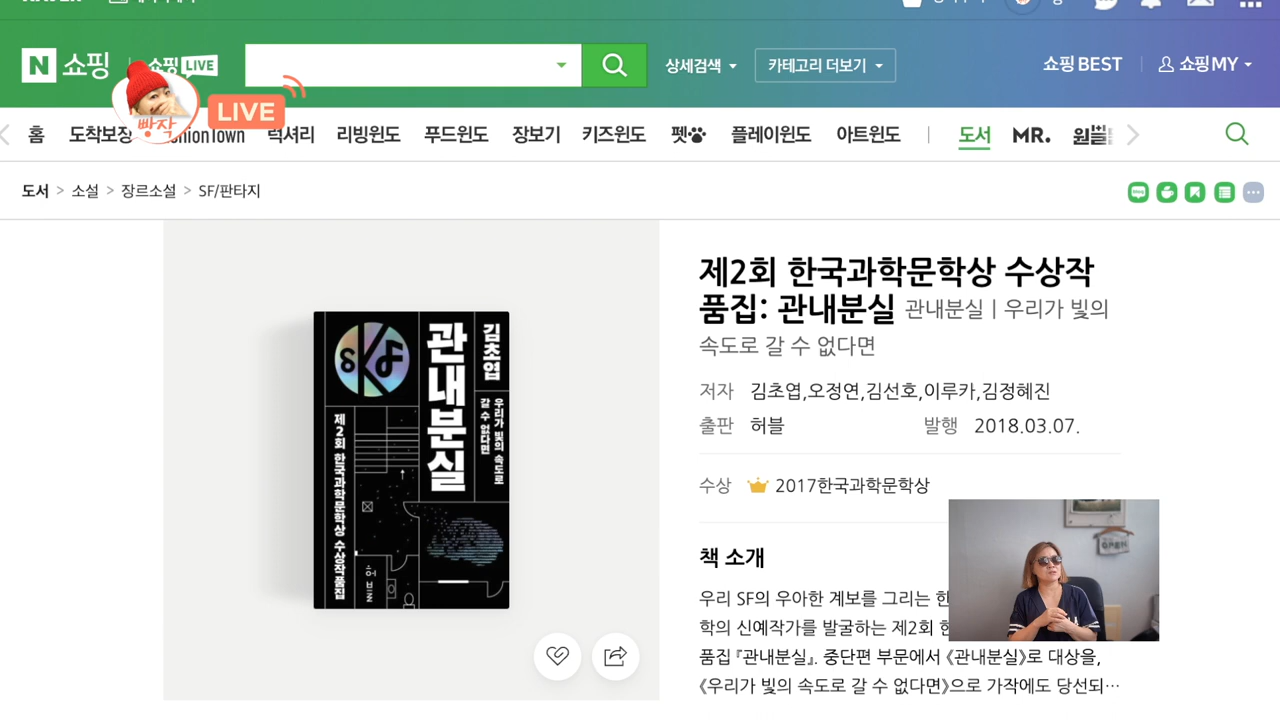 N 쇼핑
쇼핑 LIVE
상세검색
카테고리 더보기
쇼핑BEST
쇼핑MY
빵작
LIVE
홈
도착보장
FashionTown
럭셔리
리빙윈도
푸드윈도
장보기
키즈윈도
펫
플레이윈도
아트윈도
도서
MR.
도서 > 소설 > 장르소설 > SF/판타지
제2회 한국과학문학상 수상작
품집: 관내분실 관내분실 | 우리가 빛의
속도로 갈 수 없다면
저자 김초엽,오정연,김선호,이루카,김정혜진
출판 허블 발행 2018.03.07.
수상 2017한국과학문학상
책 소개
우리 SF의 우아한 계보를 그리는 한
학의 신예작가를 발굴하는 제2회 한
품집 『관내분실』. 중단편 부문에서 《관내분실》로 대상을,
《우리가 빛의 속도로 갈 수 없다면》으로 가작에도 당선되…
SKF
관내분실
김초엽
우리가 빛의 속도로
갈 수 없다면
제2회 한국과학문학상 수상작품집
허블
OPEN